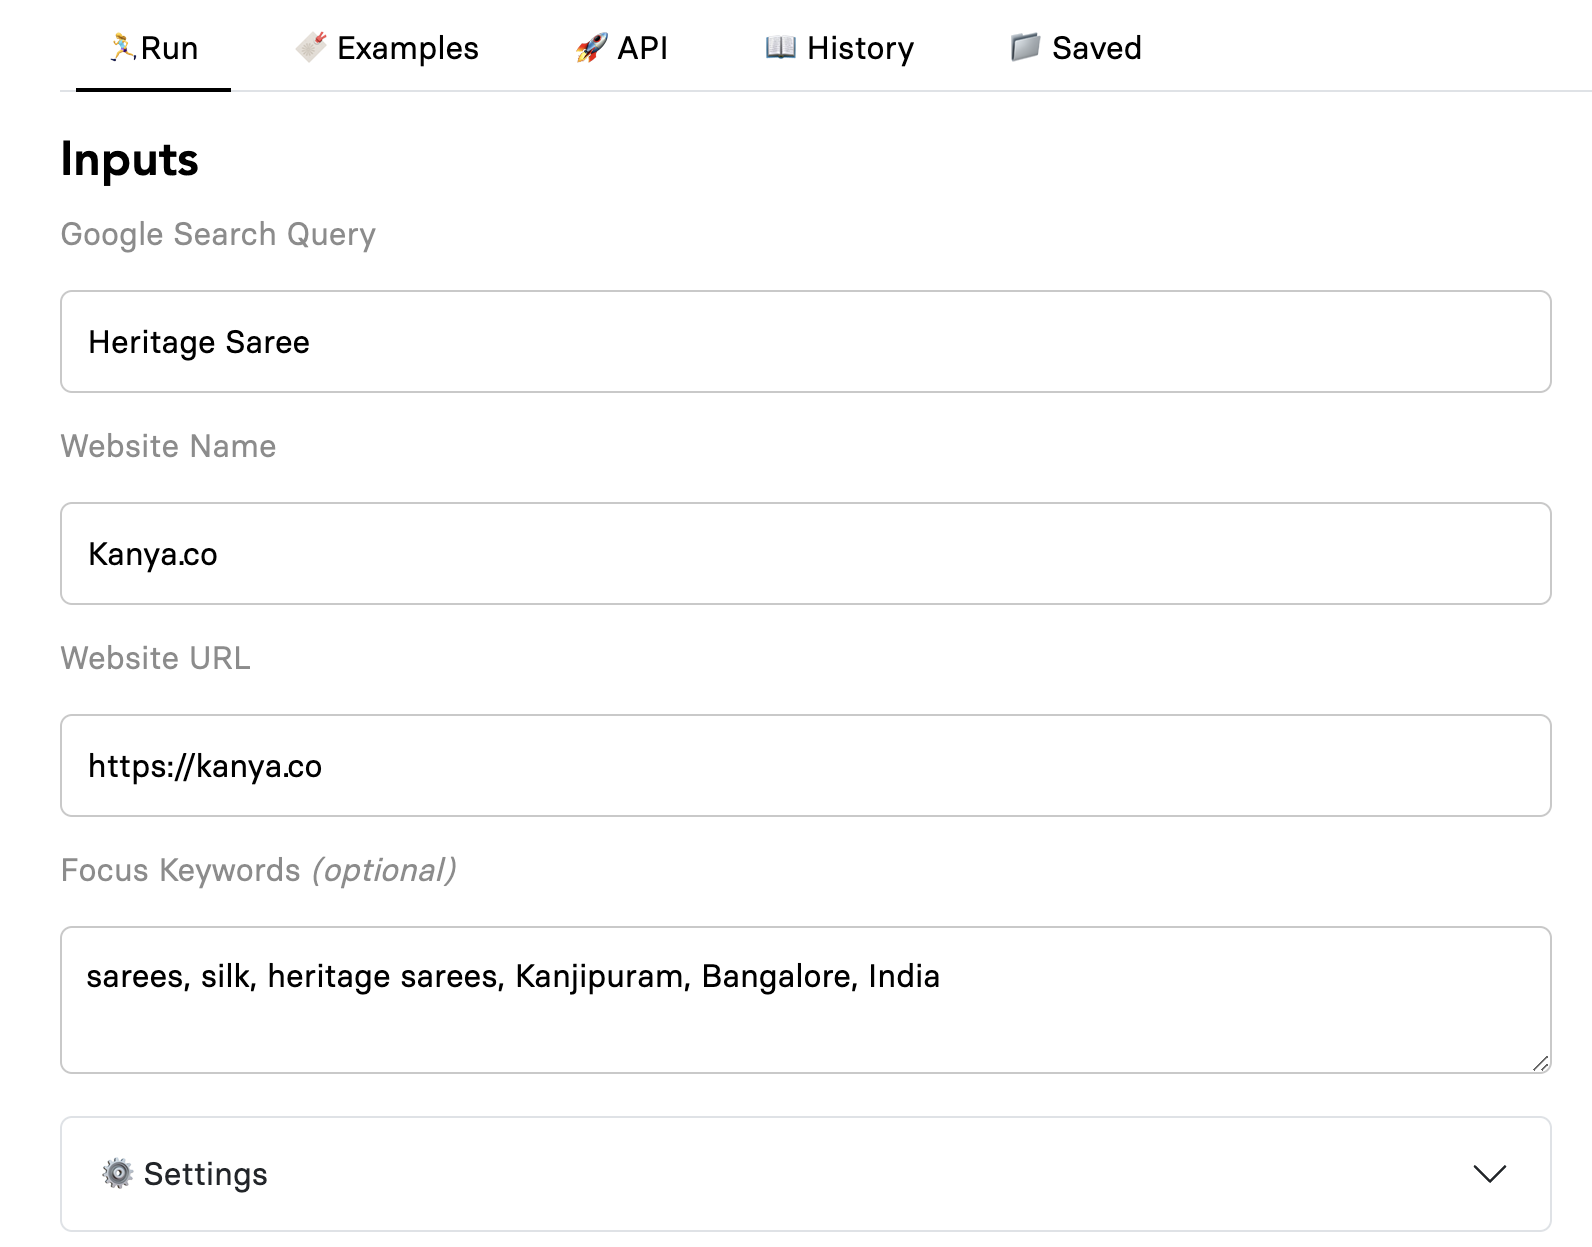 Run Examples API History Saved
Inputs
Google Search Query
Heritage Saree
Website Name
Kanya.co
Website URL
https://kanya.co
Focus Keywords (optional)
sarees, silk, heritage sarees, Kanjipuram, Bangalore, India
Settings